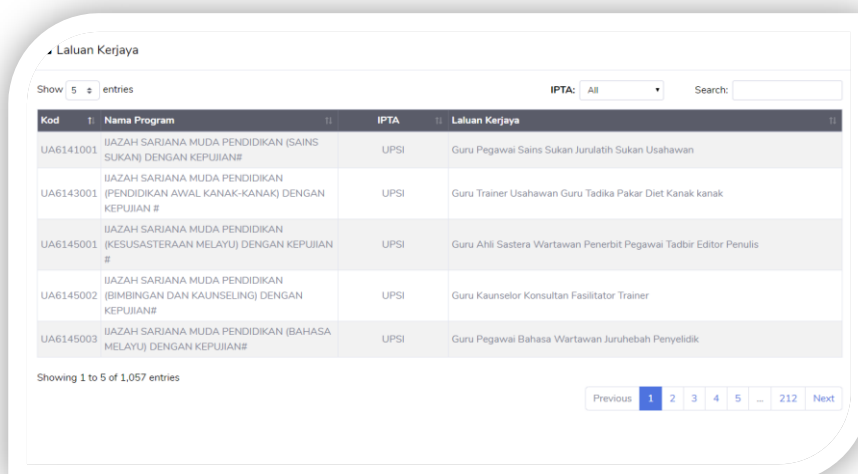 Laluan Kerjaya
Show 5 entries IPTA: All Search:
Kod Nama Program IPTA Laluan Kerjaya
UA6141001 IJAZAH SARJANA MUDA PENDIDIKAN (SAINS
SUKAN) DENGAN KEPUJIAN# UPSI Guru Pegawai Sains Sukan Jurulatih Sukan Usahawan
IJAZAH SARJANA MUDA PENDIDIKAN
UA6143001 (PENDIDIKAN AWAL KANAK-KANAK) DENGAN UPSI Guru Trainer Usahawan Guru Tadika Pakar Diet Kanak kanak
KEPUJIAN #
IJAZAH SARJANA MUDA PENDIDIKAN
UA6145001 (KESUSASTERAAN MELAYU) DENGAN KEPUJIAN UPSI Guru Ahli Sastera Wartawan Penerbit Pegawai Tadbir Editor Penulis
#
IJAZAH SARJANA MUDA PENDIDIKAN
UA6145002 (BIMBINGAN DAN KAUNSELING) DENGAN UPSI Guru Kaunselor Konsultan Fasilitator Trainer
KEPUJIAN#
UA6145003 IJAZAH SARJANA MUDA PENDIDIKAN (BAHASA
MELAYU) DENGAN KEPUJIAN# UPSI Guru Pegawai Bahasa Wartawan Juruhebah Penyelidik
Showing 1 to 5 of 1,057 entries
Previous 1 2 3 4 5 ... 212 Next